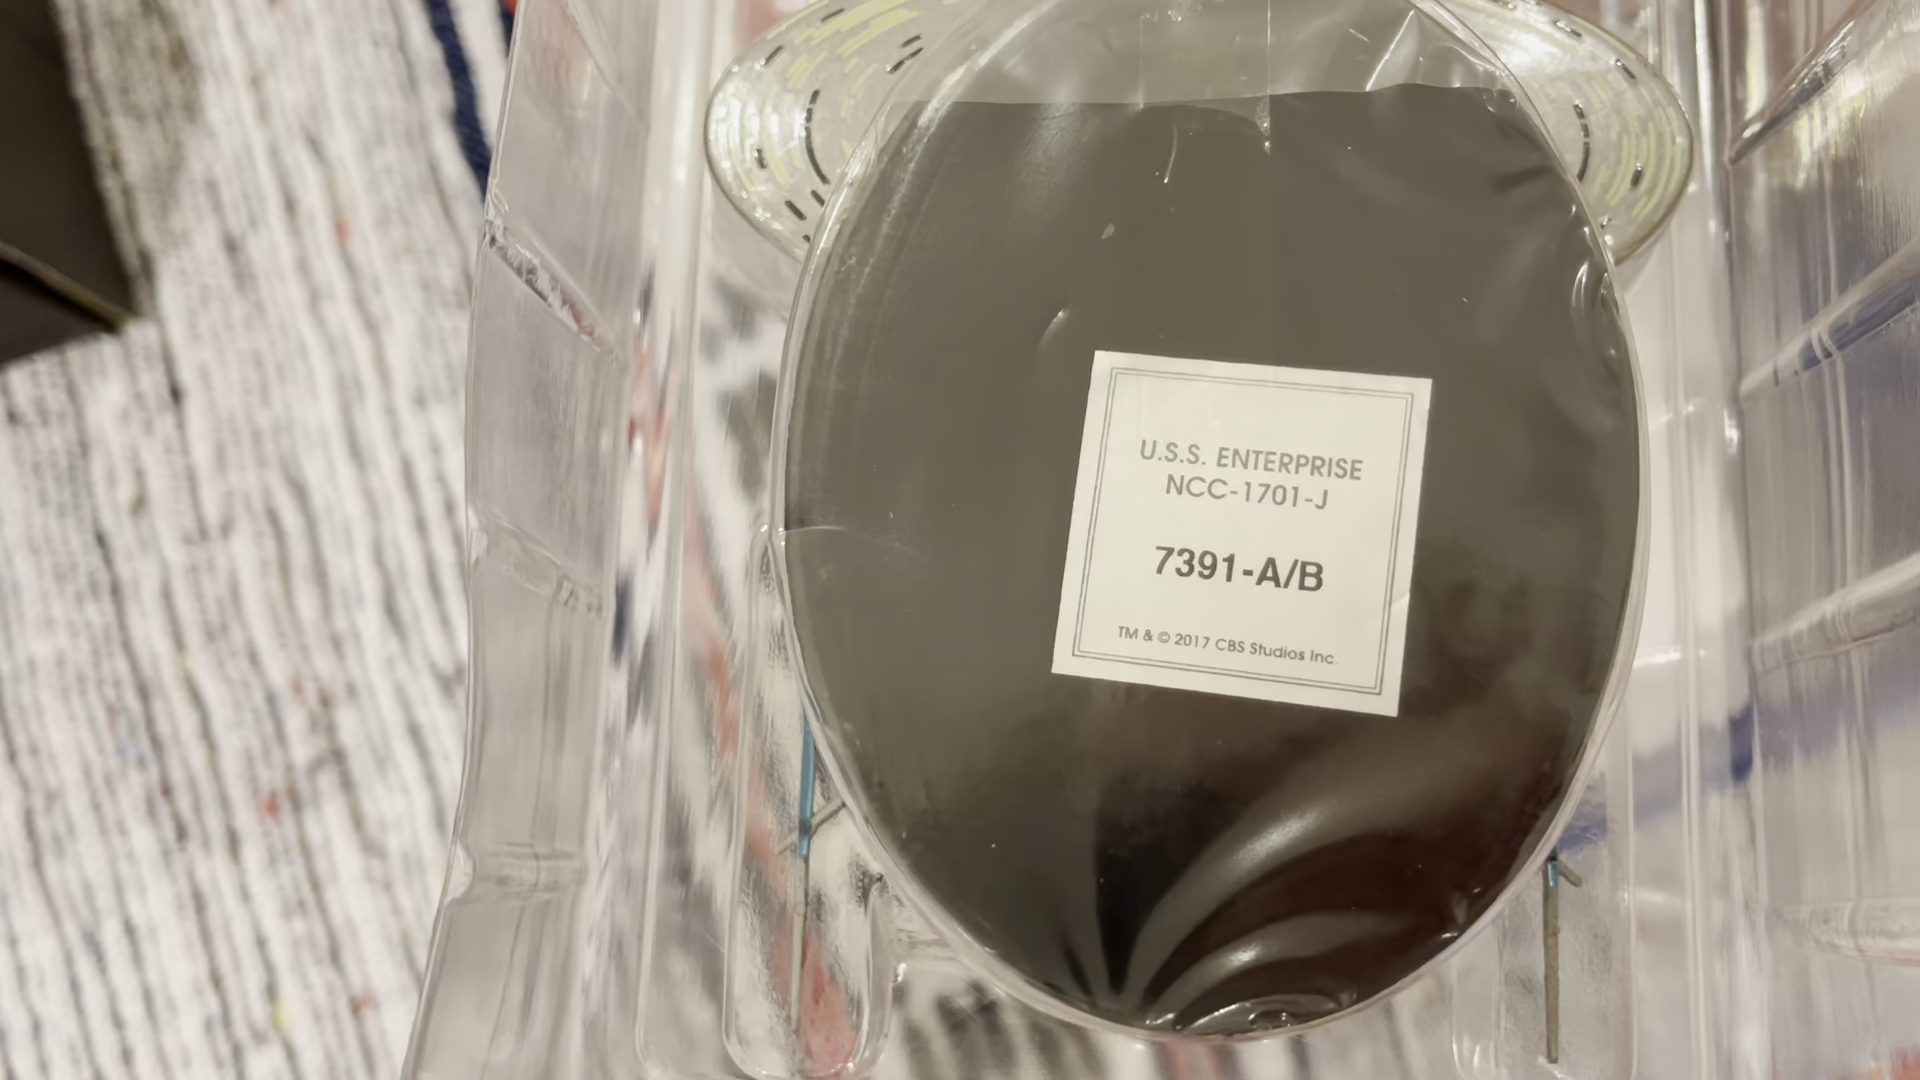 U.S.S. ENTERPRISE
NCC-1701-J
7391-A/B
TM & © 2017 CBS Studios Inc.